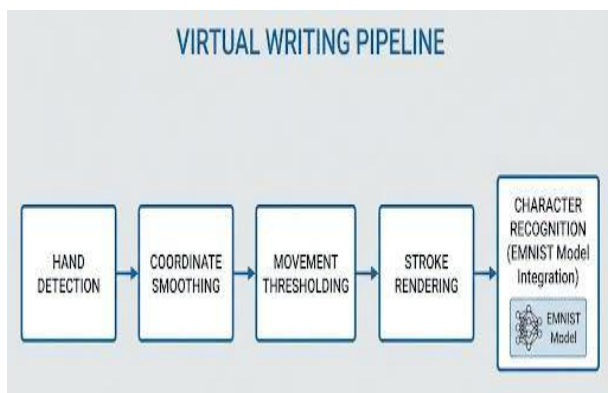 VIRTUAL WRITING PIPELINE
HAND
DETECTION
COORDINATE
SMOOTHING
MOVEMENT
THRESHOLDING
STROKE
RENDERING
CHARACTER
RECOGNITION
(EMNIST Model
Integration)
EMNIST
Model